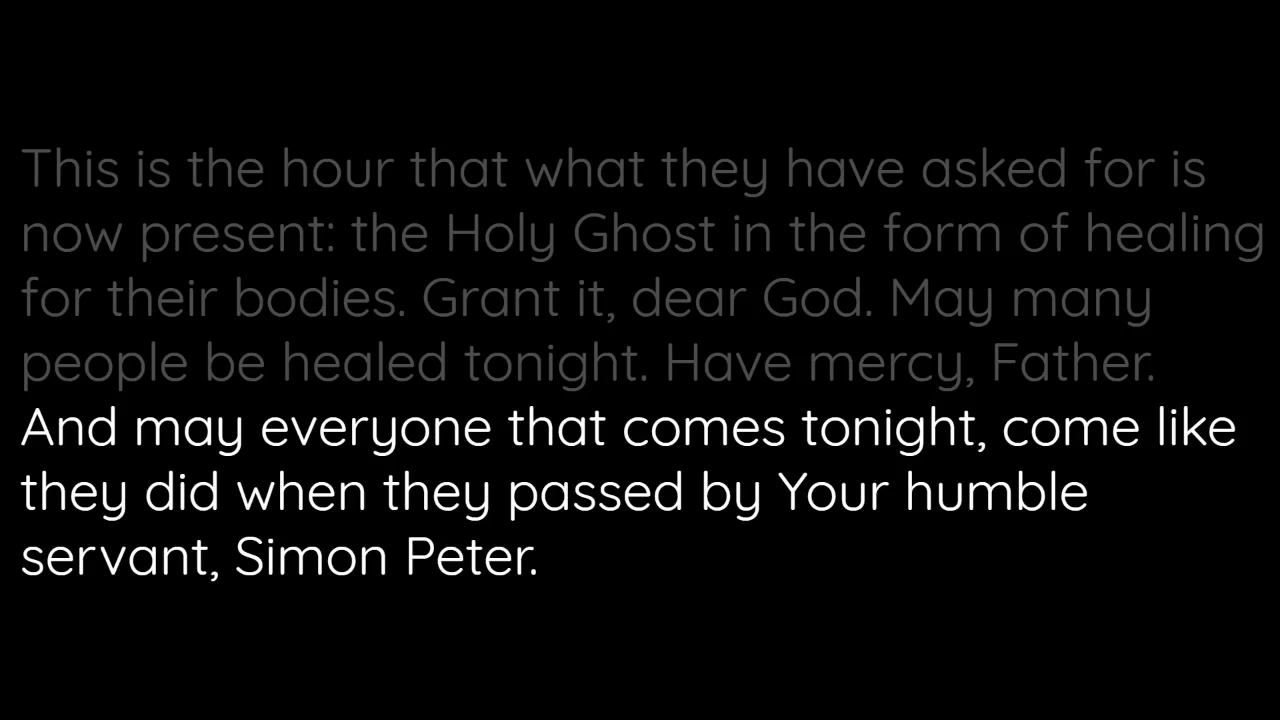 This is the hour that what they have asked for is
now present: the Holy Ghost in the form of healing
for their bodies. Grant it, dear God. May many
people be healed tonight. Have mercy, Father.
And may everyone that comes tonight, come like
they did when they passed by Your humble
servant, Simon Peter.